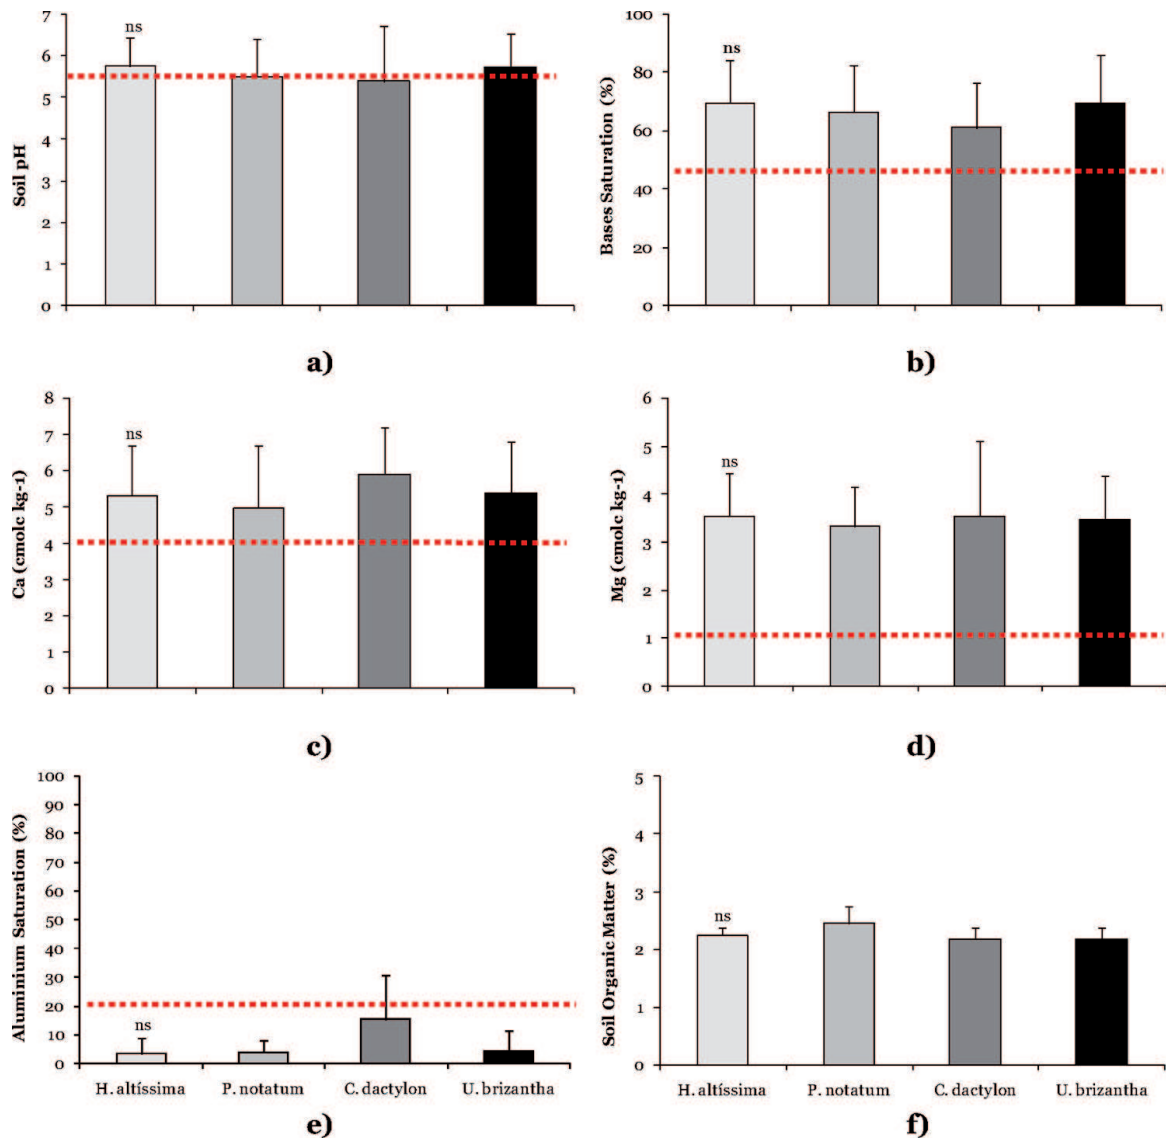 7
6
5
4
3
2
1
0
Soil pH
ns
a)
100
80
60
40
20
0
Bases Saturation (%)
ns
b)
8
7
6
5
4
3
2
1
0
Ca (cmolc kg-1)
ns
c)
6
5
4
3
2
1
0
Mg (cmolc kg-1)
ns
d)
100
90
80
70
60
50
40
30
20
10
0
Aluminium Saturation (%)
ns
H. altíssima P. notatum C. dactylon U. brizantha
e)
5
4
3
2
1
0
Soil Organic Matter (%)
ns
H. altíssima P. notatum C. dactylon U. brizantha
f)